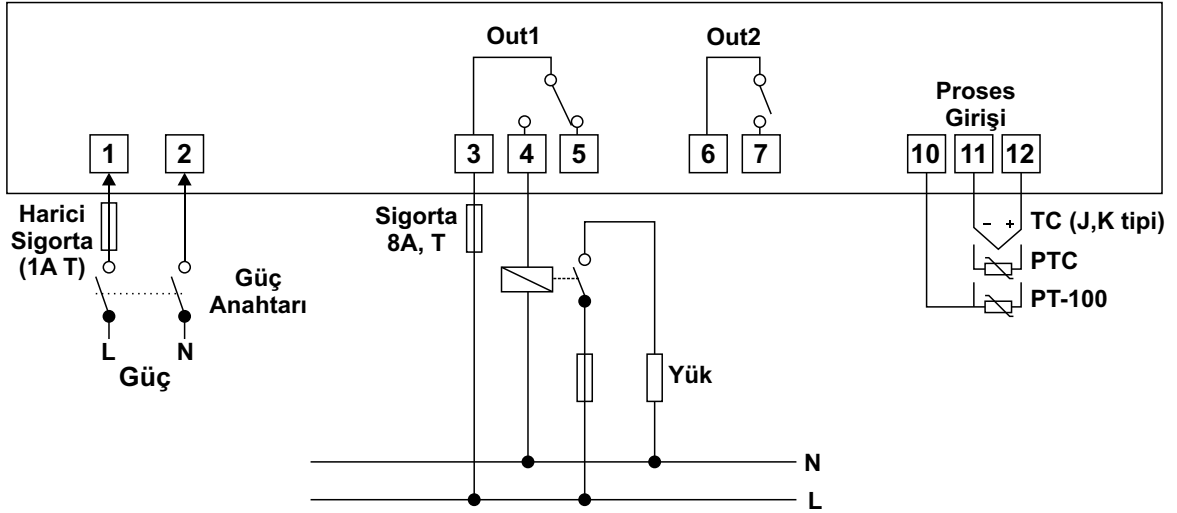 Out1
Out2
Proses
Girişi
1
2
3
4
5
6
7
10
11
12
Harici
Sigorta
(1A T)
Güç
Anahtarı
L
N
Güç
Sigorta
8A, T
Yük
- +
TC (J,K tipi)
PTC
PT-100
N
L